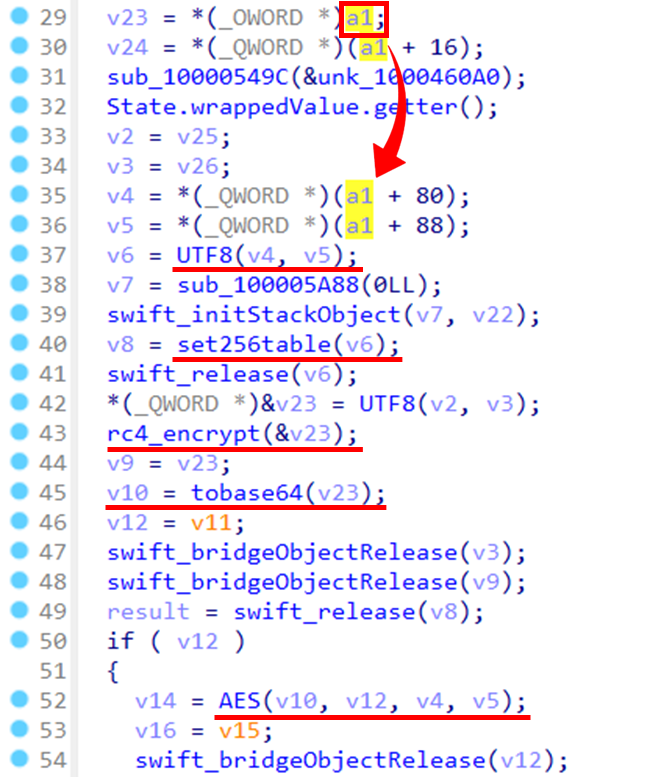 29 v23 = *(_OWORD *)a1;
30 v24 = *(_QWORD *)(a1 + 16);
31 sub_10000549C(&unk_1000460A0);
32 State.wrappedValue.getter();
33 v2 = v25;
34 v3 = v26;
35 v4 = *(_QWORD *)(a1 + 80);
36 v5 = *(_QWORD *)(a1 + 88);
37 v6 = UTF8(v4, v5);
38 v7 = sub_100005A88(0LL);
39 swift_initStackObject(v7, v22);
40 v8 = set256table(v6);
41 swift_release(v6);
42 *(_QWORD *)&v23 = UTF8(v2, v3);
43 rc4_encrypt(&v23);
44 v9 = v23;
45 v10 = tobase64(v23);
46 v12 = v11;
47 swift_bridgeObjectRelease(v3);
48 swift_bridgeObjectRelease(v9);
49 result = swift_release(v8);
50 if ( v12 )
51 {
52 v14 = AES(v10, v12, v4, v5);
53 v16 = v15;
54 swift_bridgeObjectRelease(v12);